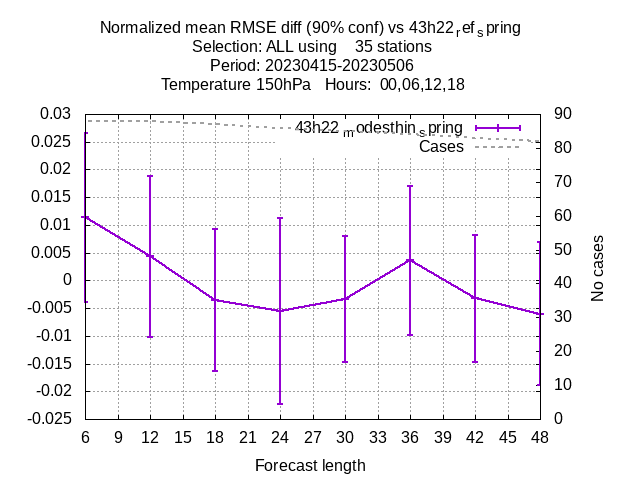 Normalized mean RMSE diff (90% conf) vs 43h22ref spring
Selection: ALL using 35 stations
Period: 20230415-20230506
Temperature 150hPa Hours: 00,06,12,18
0.03 90
43h22modesthinspring
0.025 80
Cases
0.02 70
0.015
0.01 60
0.005 50
0 40
-0.005 30
-0.01
-0.015 20
-0.02 10
-0.025 0
No cases
6 9 12 15 18 21 24 27 30 33 36 39 42 45 48
Forecast length